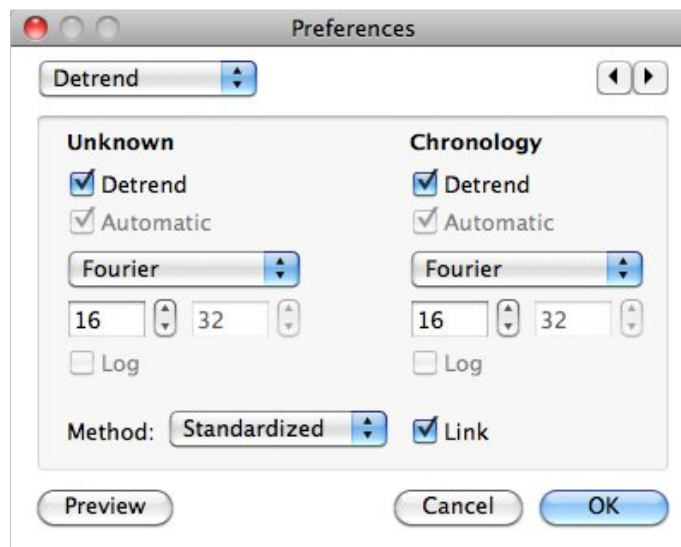 Preferences
Detrend
Unknown Chronology
Detrend Detrend
Automatic Automatic
Fourier Fourier
16 32 16 32
Log Log
Method: Standardized Link
Preview Cancel OK